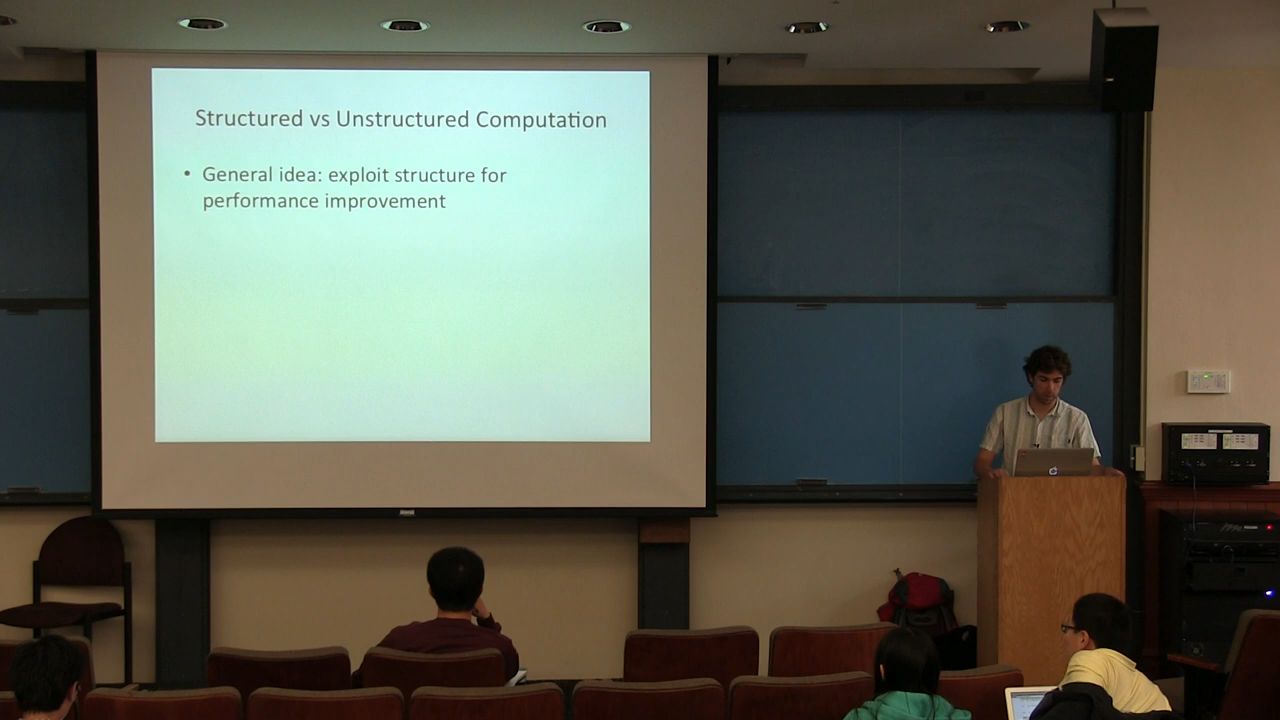 Structured vs Unstructured Computation
• General idea: exploit structure for
performance improvement